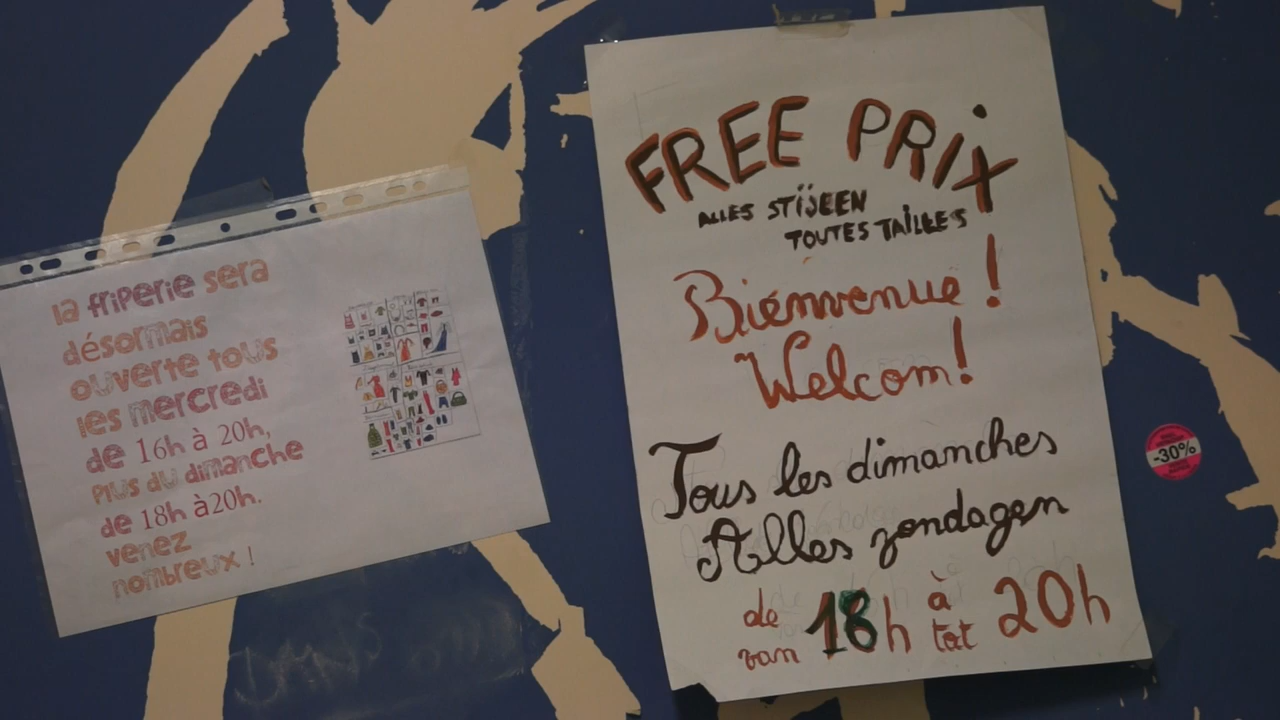 la friperie sera
désormais
ouverte tous
les mercredi
de 16h à 20h,
plus du dimanche
de 18h à20h.
venez
nombreux !
FREE PRIX
ALLES STIJEEN
TOUTES TAILLES
Biénvenue !
Welcom!
Tous les dimanches
Alles zondagen
de 18h à 20h
van tot
-30%